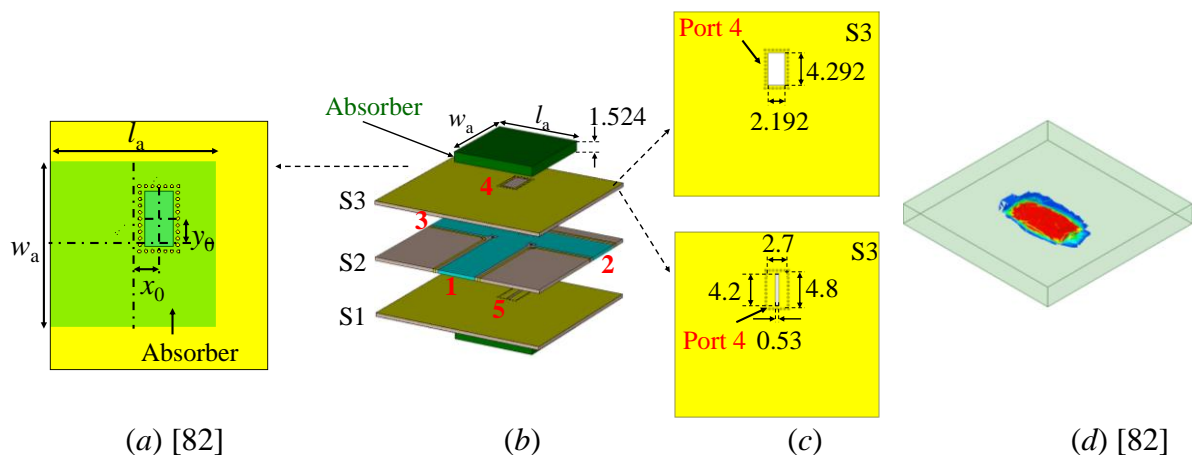 l_a
w_a
y_0
x_0
Absorber
(a) [82]
Absorber
w_a
l_a
1.524
4
S3
3
S2
2
1
S1
5
(b)
Port 4
S3
4.292
2.192
S3
2.7
4.2
4.8
Port 4
0.53
(c)
(d) [82]